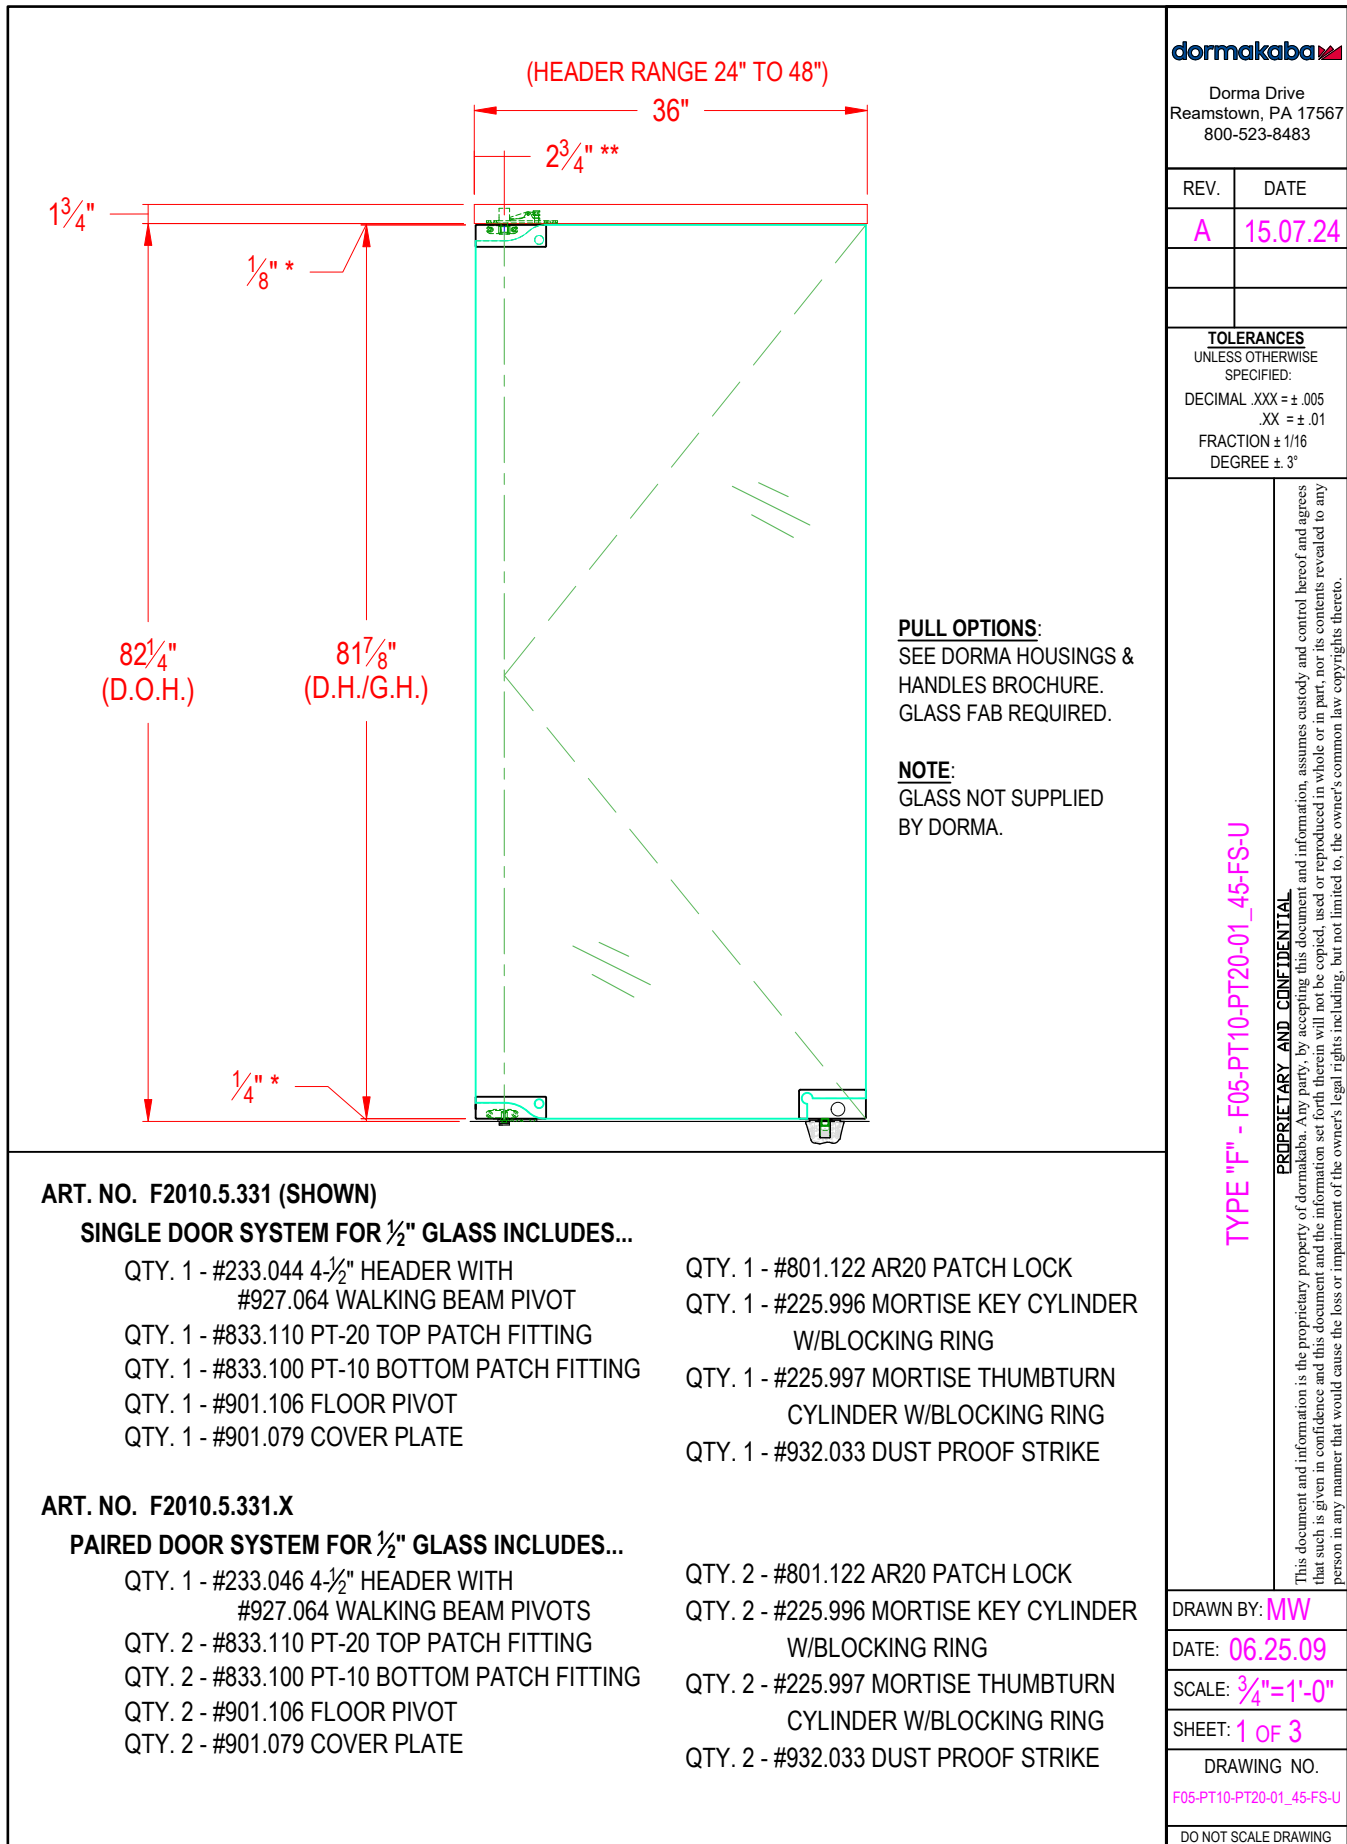 (HEADER RANGE 24" TO 48")
36"
2 3/4" **
1 3/4"
1/8" *
82 1/4"
(D.O.H.)
81 7/8"
(D.H./G.H.)
1/4" *
PULL OPTIONS:
SEE DORMA HOUSINGS &
HANDLES BROCHURE.
GLASS FAB REQUIRED.
NOTE:
GLASS NOT SUPPLIED
BY DORMA.
ART. NO. F2010.5.331 (SHOWN)
SINGLE DOOR SYSTEM FOR 1/2" GLASS INCLUDES...
QTY. 1 - #233.044 4-1/2" HEADER WITH
#927.064 WALKING BEAM PIVOT
QTY. 1 - #833.110 PT-20 TOP PATCH FITTING
QTY. 1 - #833.100 PT-10 BOTTOM PATCH FITTING
QTY. 1 - #901.106 FLOOR PIVOT
QTY. 1 - #901.079 COVER PLATE
QTY. 1 - #801.122 AR20 PATCH LOCK
QTY. 1 - #225.996 MORTISE KEY CYLINDER
W/BLOCKING RING
QTY. 1 - #225.997 MORTISE THUMBTURN
CYLINDER W/BLOCKING RING
QTY. 1 - #932.033 DUST PROOF STRIKE
ART. NO. F2010.5.331.X
PAIRED DOOR SYSTEM FOR 1/2" GLASS INCLUDES...
QTY. 1 - #233.046 4-1/2" HEADER WITH
#927.064 WALKING BEAM PIVOTS
QTY. 2 - #833.110 PT-20 TOP PATCH FITTING
QTY. 2 - #833.100 PT-10 BOTTOM PATCH FITTING
QTY. 2 - #901.106 FLOOR PIVOT
QTY. 2 - #901.079 COVER PLATE
QTY. 2 - #801.122 AR20 PATCH LOCK
QTY. 2 - #225.996 MORTISE KEY CYLINDER
W/BLOCKING RING
QTY. 2 - #225.997 MORTISE THUMBTURN
CYLINDER W/BLOCKING RING
QTY. 2 - #932.033 DUST PROOF STRIKE
dormakaba
Dorma Drive
Reamstown, PA 17567
800-523-8483
REV. DATE
A 15.07.24
TOLERANCES
UNLESS OTHERWISE
SPECIFIED:
DECIMAL .XXX = ± .005
.XX = ± .01
FRACTION ± 1/16
DEGREE ±. 3°
TYPE "F" - F05-PT10-PT20-01_45-FS-U
PROPRIETARY AND CONFIDENTIAL
This document and information is the proprietary property of dormakaba. Any party, by accepting this document and information, assumes custody and control hereof and agrees
that such is given in confidence and this document and the information set forth therein will not be copied, used or reproduced in whole or in part, nor its contents revealed to any
person in any manner that would cause the loss or impairment of the owner's legal rights including, but not limited to, the owner's common law copyrights thereto.
DRAWN BY: MW
DATE: 06.25.09
SCALE: 3/4"=1'-0"
SHEET: 1 OF 3
DRAWING NO.
F05-PT10-PT20-01_45-FS-U
DO NOT SCALE DRAWING